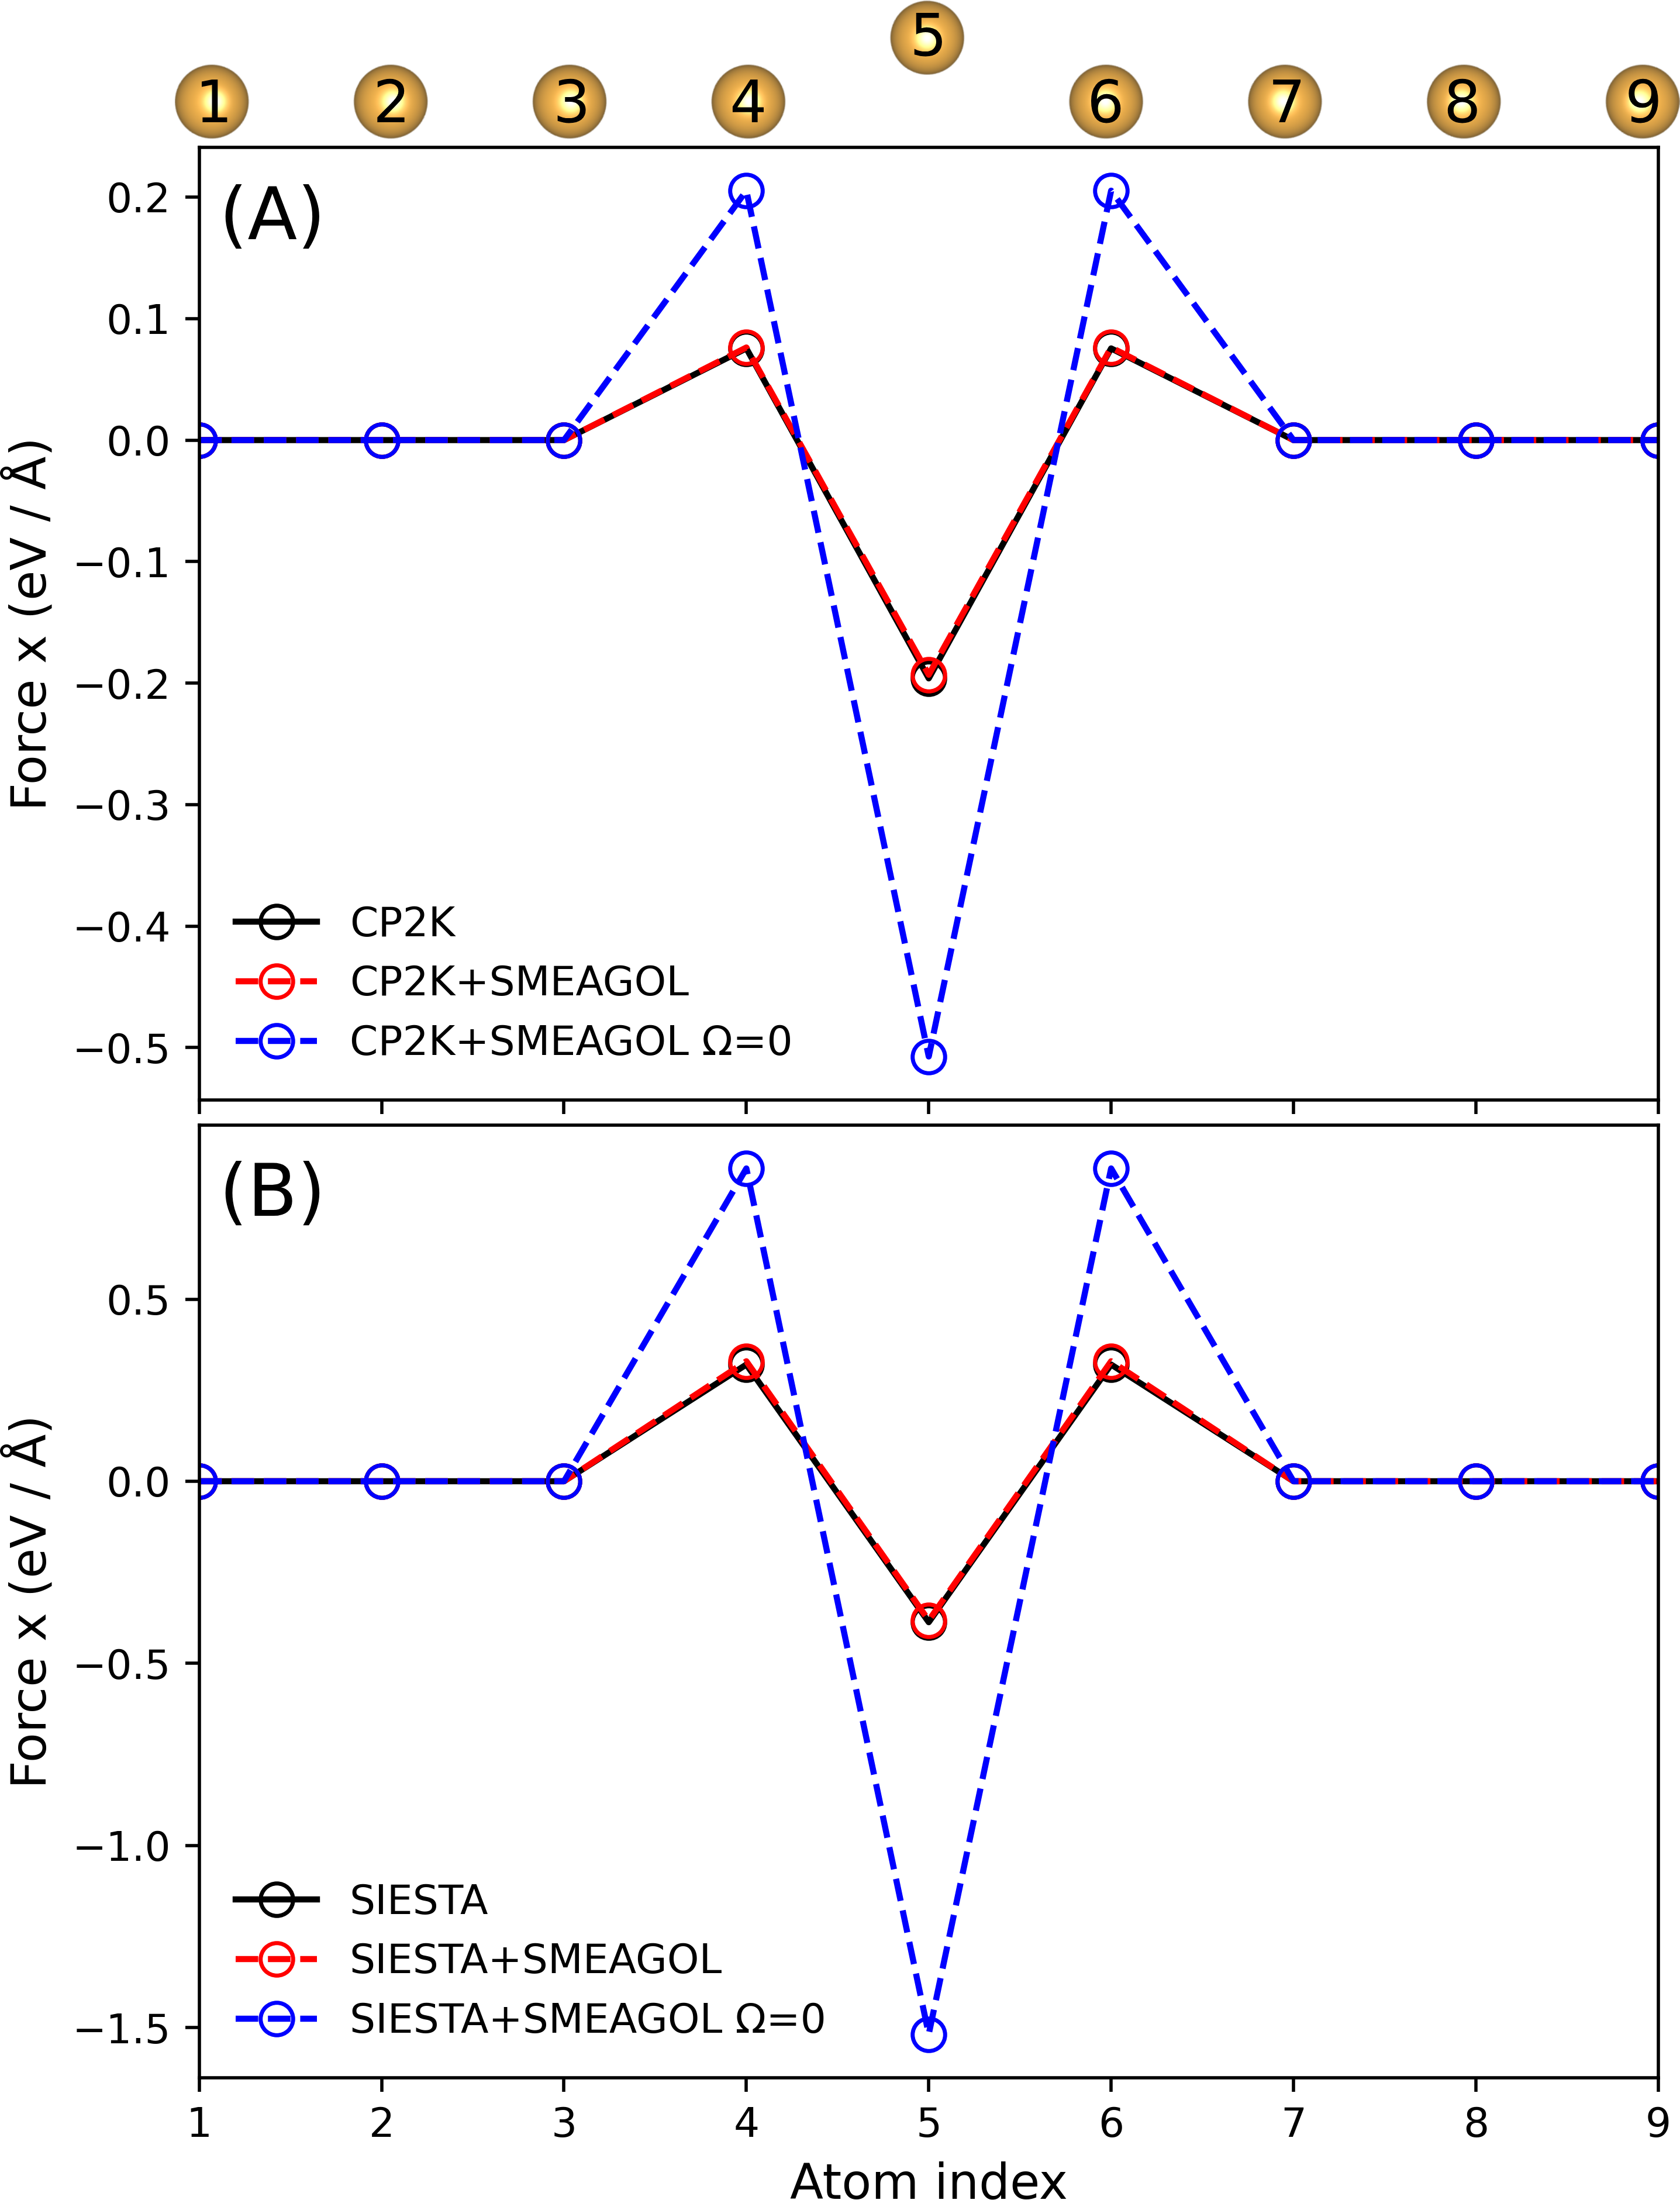 5
1 2 3 4 6 7 8 9
(A)
0.2
0.1
0.0
−0.1
−0.2
−0.3
−0.4
−0.5
Force x (eV / Å)
CP2K
CP2K+SMEAGOL
CP2K+SMEAGOL Ω=0
(B)
0.5
0.0
−0.5
−1.0
−1.5
Force x (eV / Å)
SIESTA
SIESTA+SMEAGOL
SIESTA+SMEAGOL Ω=0
1 2 3 4 5 6 7 8 9
Atom index